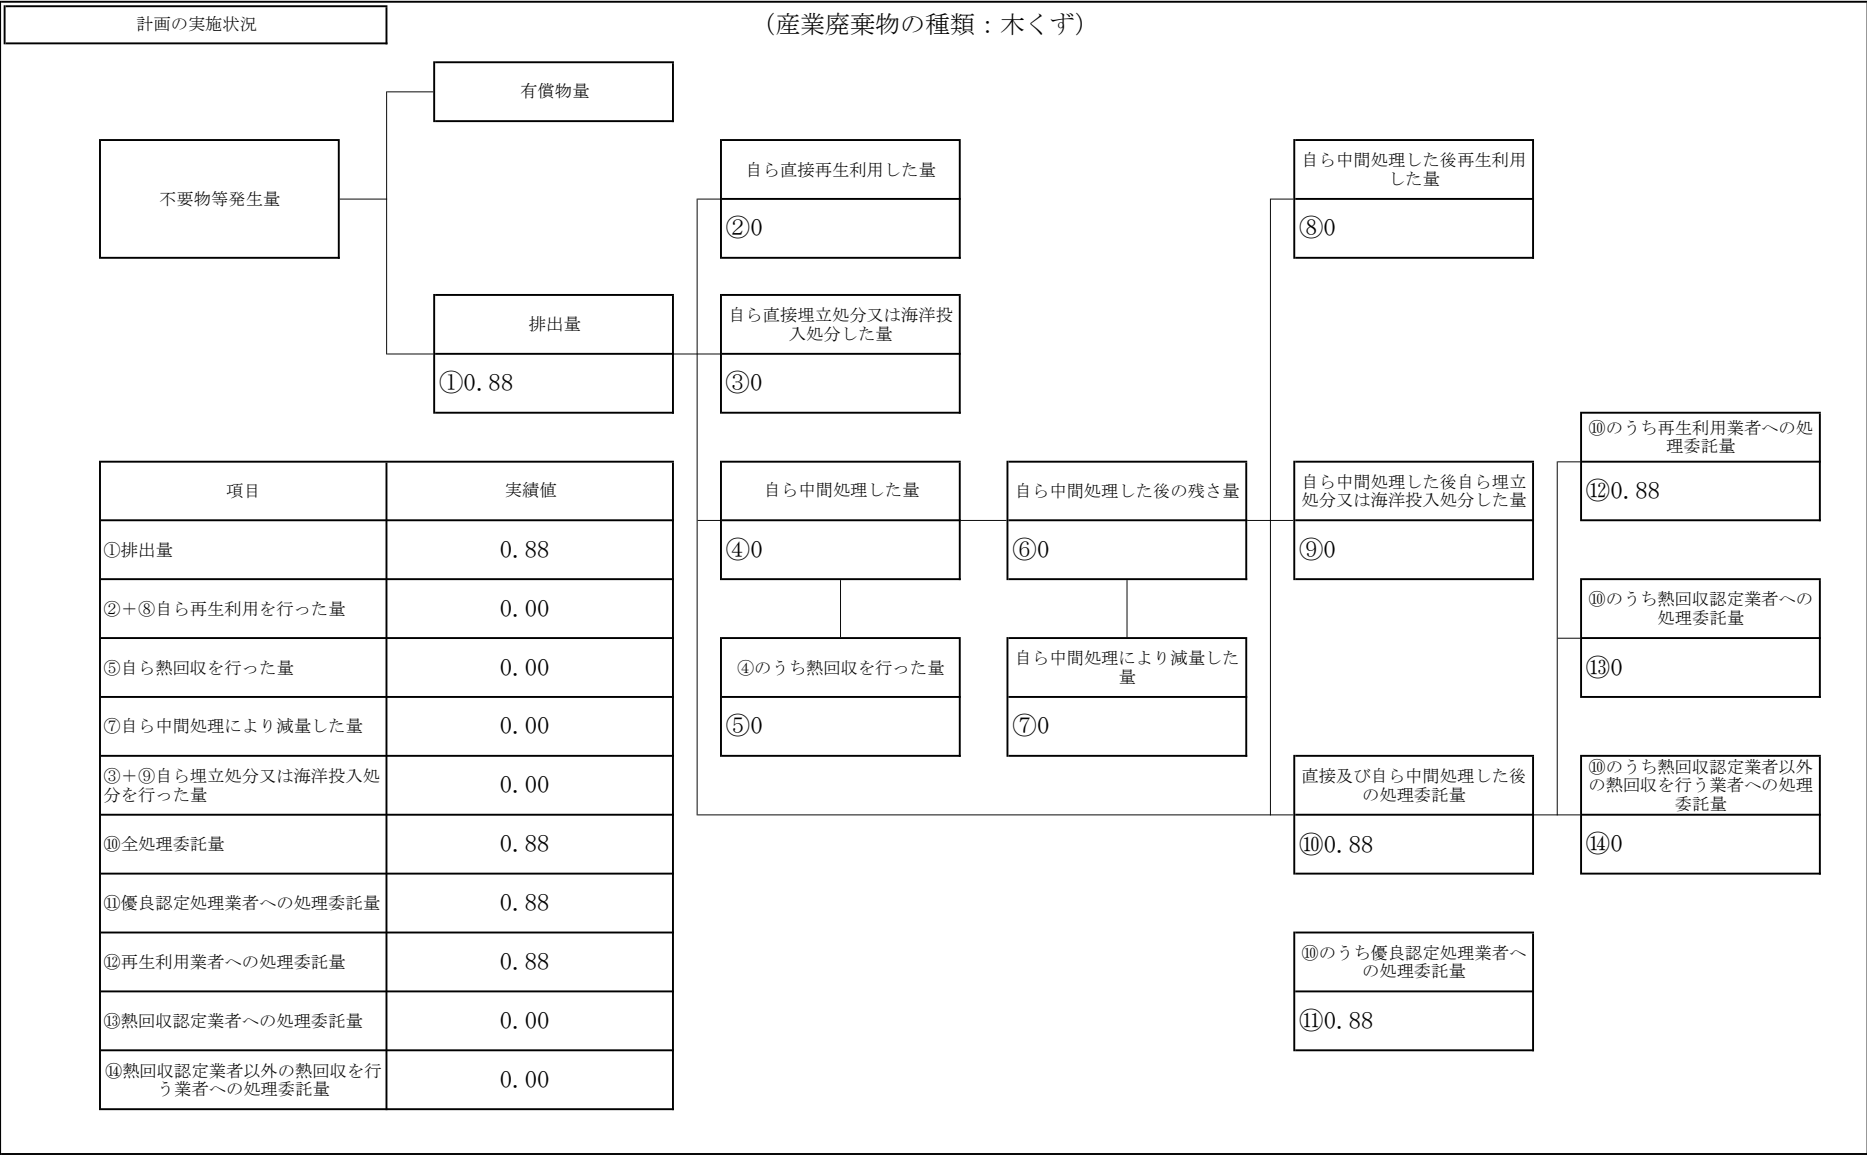 計画の実施状況
（産業廃棄物の種類：木くず）
有償物量
不要物等発生量
自ら直接再生利用した量
②0
自ら中間処理した後再生利用
した量
⑧0
排出量
①0.88
自ら直接埋立処分又は海洋投
入処分した量
③0
⑩のうち再生利用業者への処
理委託量
⑫0.88
自ら中間処理した量
④0
自ら中間処理した後の残さ量
⑥0
自ら中間処理した後自ら埋立
処分又は海洋投入処分した量
⑨0
⑩のうち熱回収認定業者への
処理委託量
⑬0
④のうち熱回収を行った量
⑤0
自ら中間処理により減量した
量
⑦0
直接及び自ら中間処理した後
の処理委託量
⑩0.88
⑩のうち熱回収認定業者以外
の熱回収を行う業者への処理
委託量
⑭0
⑩のうち優良認定処理業者へ
の処理委託量
⑪0.88
項目 実績値
①排出量 0.88
②＋⑧自ら再生利用を行った量 0.00
⑤自ら熱回収を行った量 0.00
⑦自ら中間処理により減量した量 0.00
③＋⑨自ら埋立処分又は海洋投入処
分を行った量 0.00
⑩全処理委託量 0.88
⑪優良認定処理業者への処理委託量 0.88
⑫再生利用業者への処理委託量 0.88
⑬熱回収認定業者への処理委託量 0.00
⑭熱回収認定業者以外の熱回収を行
う業者への処理委託量 0.00